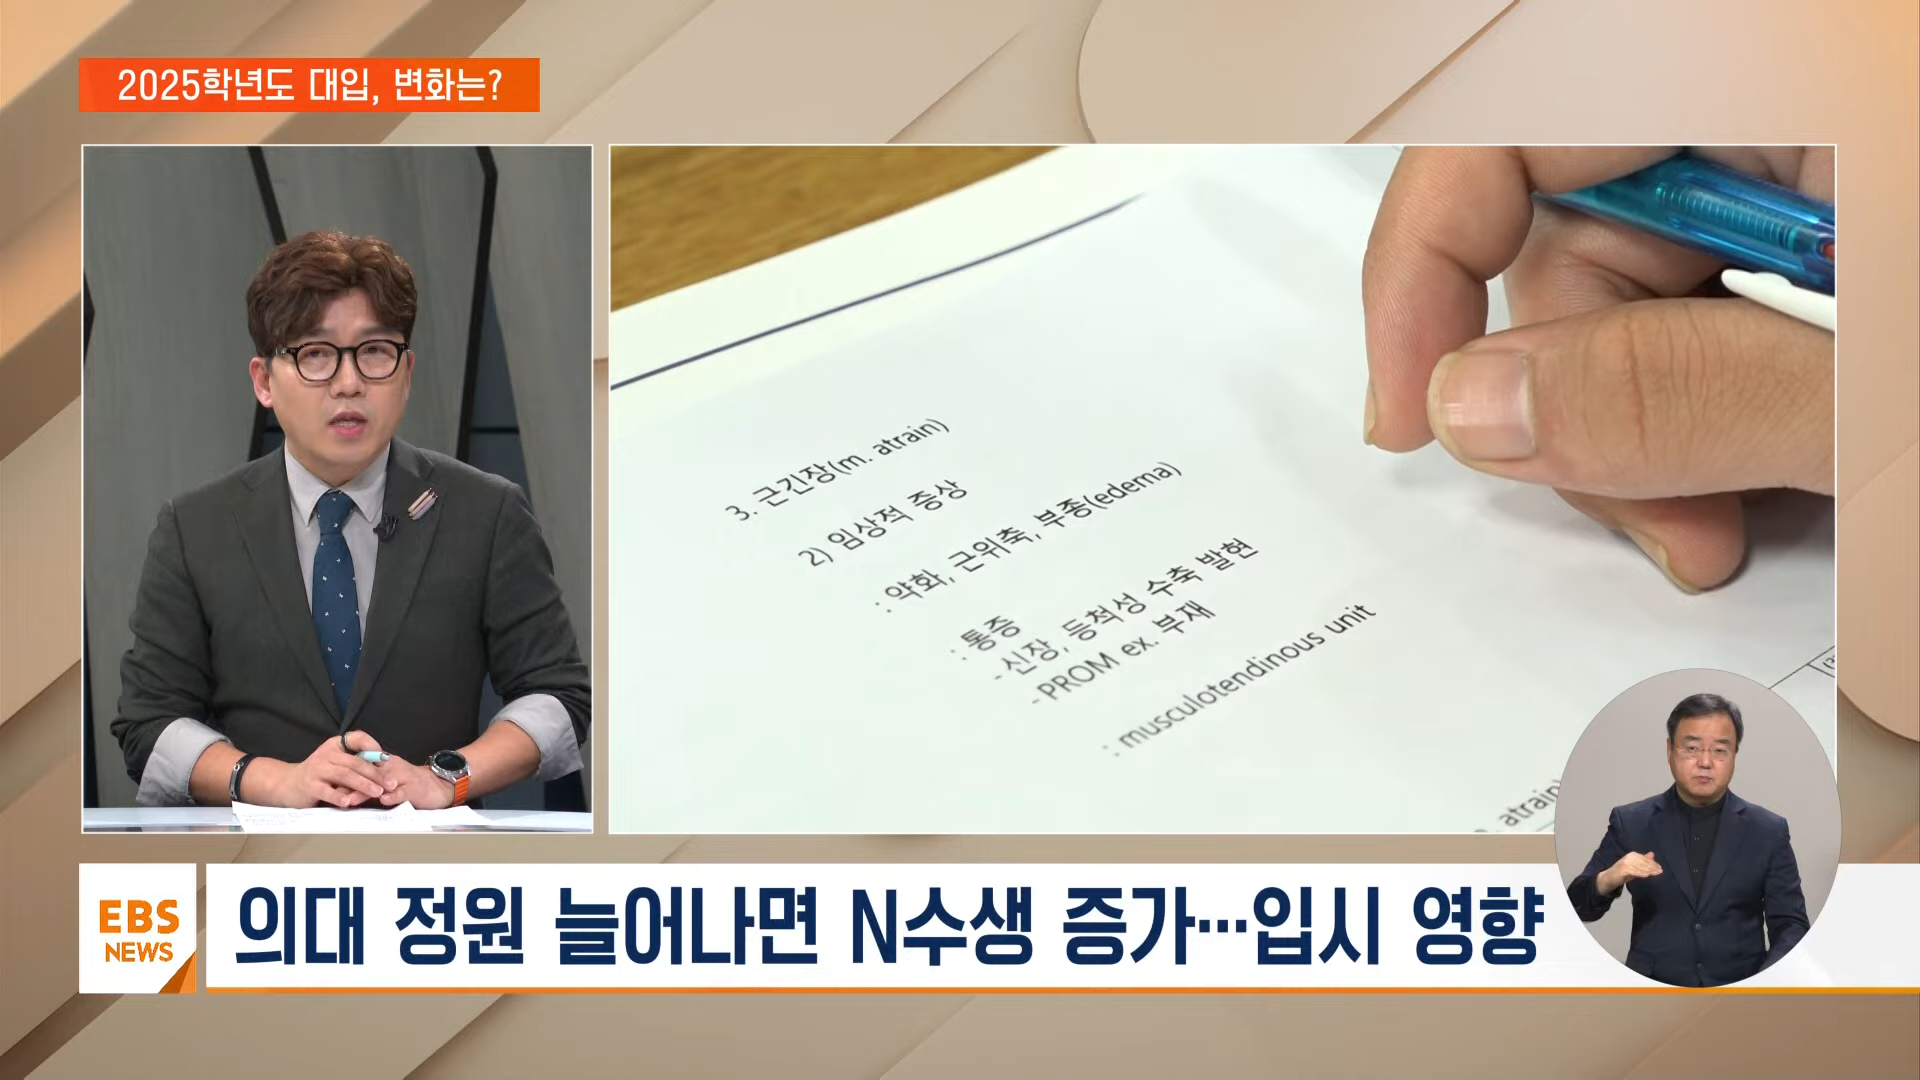 2025학년도 대입, 변화는?
3. 근긴장(m. atrain)
2) 임상적 증상
: 약화, 근위축, 부종(edema)
: 통증
- 신장, 등척성 수축 발현
-PROM ex. 부재
: musculotendinous unit
atrain)
EBS
NEWS
의대 정원 늘어나면 N수생 증가…입시 영향